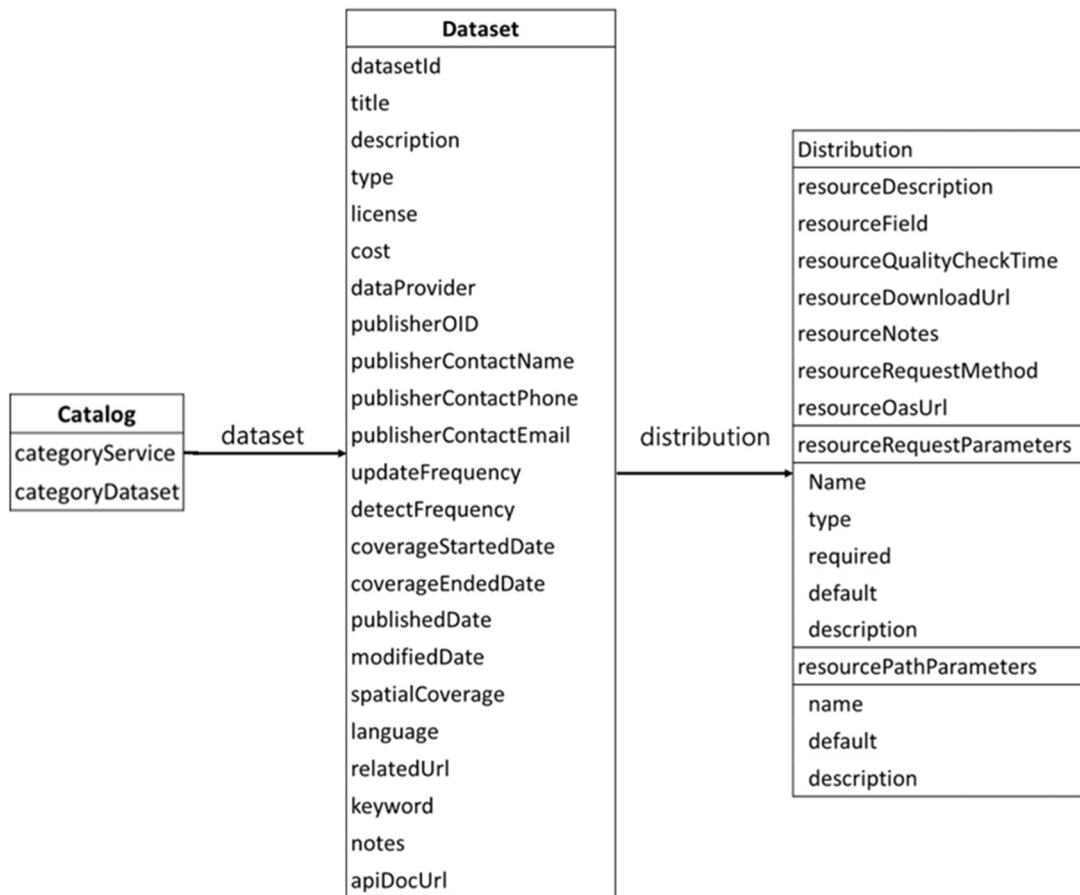 Catalog
categoryService
categoryDataset
dataset
Dataset
datasetId
title
description
type
license
cost
dataProvider
publisherOID
publisherContactName
publisherContactPhone
publisherContactEmail
updateFrequency
detectFrequency
coverageStartedDate
coverageEndedDate
publishedDate
modifiedDate
spatialCoverage
language
relatedUrl
keyword
notes
apiDocUrl
distribution
Distribution
resourceDescription
resourceField
resourceQualityCheckTime
resourceDownloadUrl
resourceNotes
resourceRequestMethod
resourceOasUrl
resourceRequestParameters
Name
type
required
default
description
resourcePathParameters
name
default
description